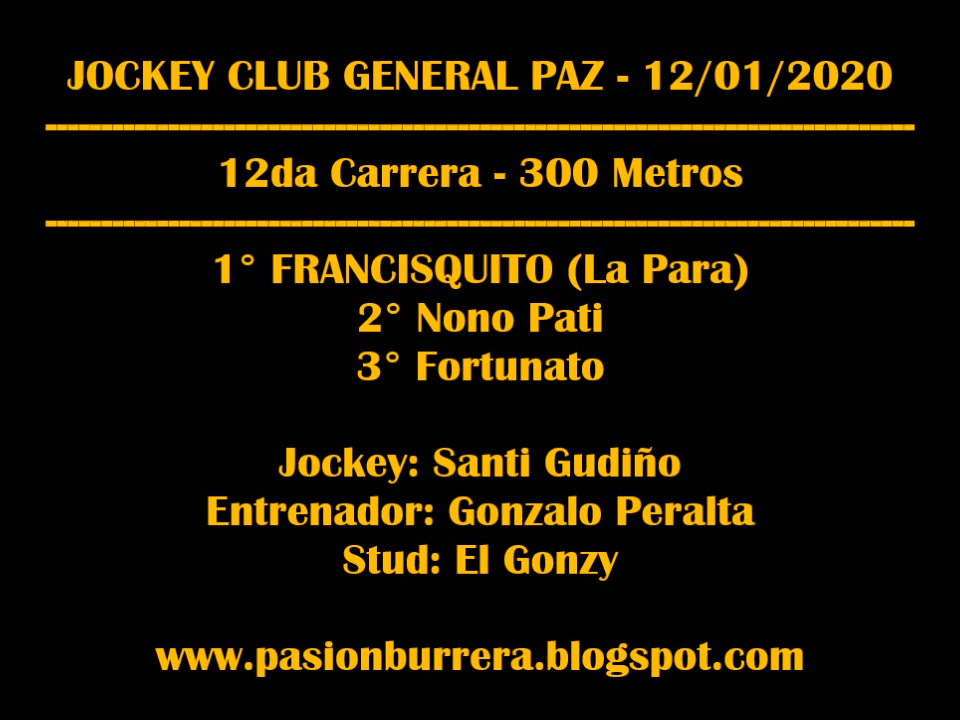 JOCKEY CLUB GENERAL PAZ - 12/01/2020
--------------------------------------------------------------------------------
12da Carrera - 300 Metros
--------------------------------------------------------------------------------
1° FRANCISQUITO (La Para)
2° Nono Pati
3° Fortunato
Jockey: Santi Gudiño
Entrenador: Gonzalo Peralta
Stud: El Gonzy
www.pasionburrera.blogspot.com